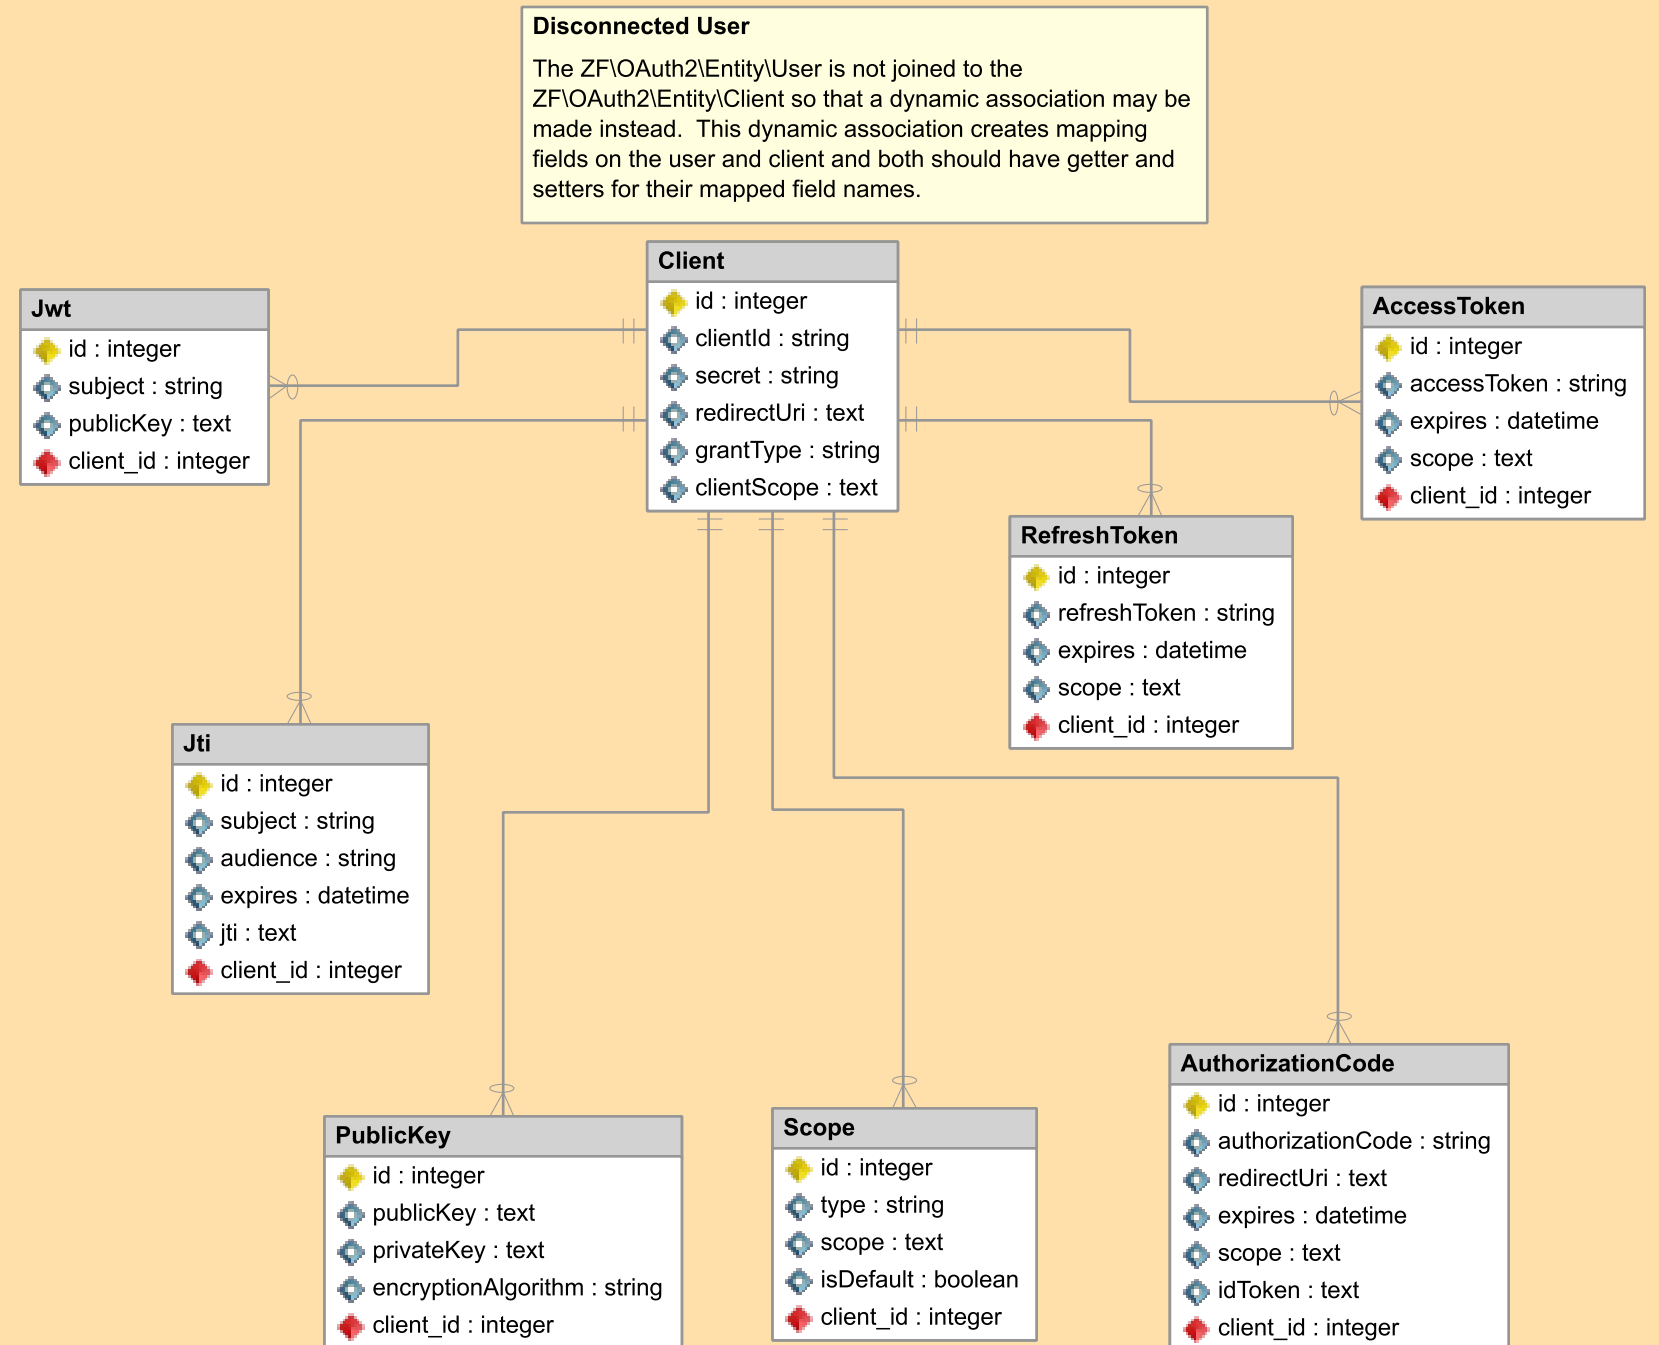 Disconnected User
The ZF\OAuth2\Entity\User is not joined to the
ZF\OAuth2\Entity\Client so that a dynamic association may be
made instead.  This dynamic association creates mapping
fields on the user and client and both should have getter and
setters for their mapped field names.
Client
id : integer
clientId : string
secret : string
redirectUri : text
grantType : string
clientScope : text
Jwt
id : integer
subject : string
publicKey : text
client_id : integer
AccessToken
id : integer
accessToken : string
expires : datetime
scope : text
client_id : integer
RefreshToken
id : integer
refreshToken : string
expires : datetime
scope : text
client_id : integer
Jti
id : integer
subject : string
audience : string
expires : datetime
jti : text
client_id : integer
PublicKey
id : integer
publicKey : text
privateKey : text
encryptionAlgorithm : string
client_id : integer
Scope
id : integer
type : string
scope : text
isDefault : boolean
client_id : integer
AuthorizationCode
id : integer
authorizationCode : string
redirectUri : text
expires : datetime
scope : text
idToken : text
client_id : integer